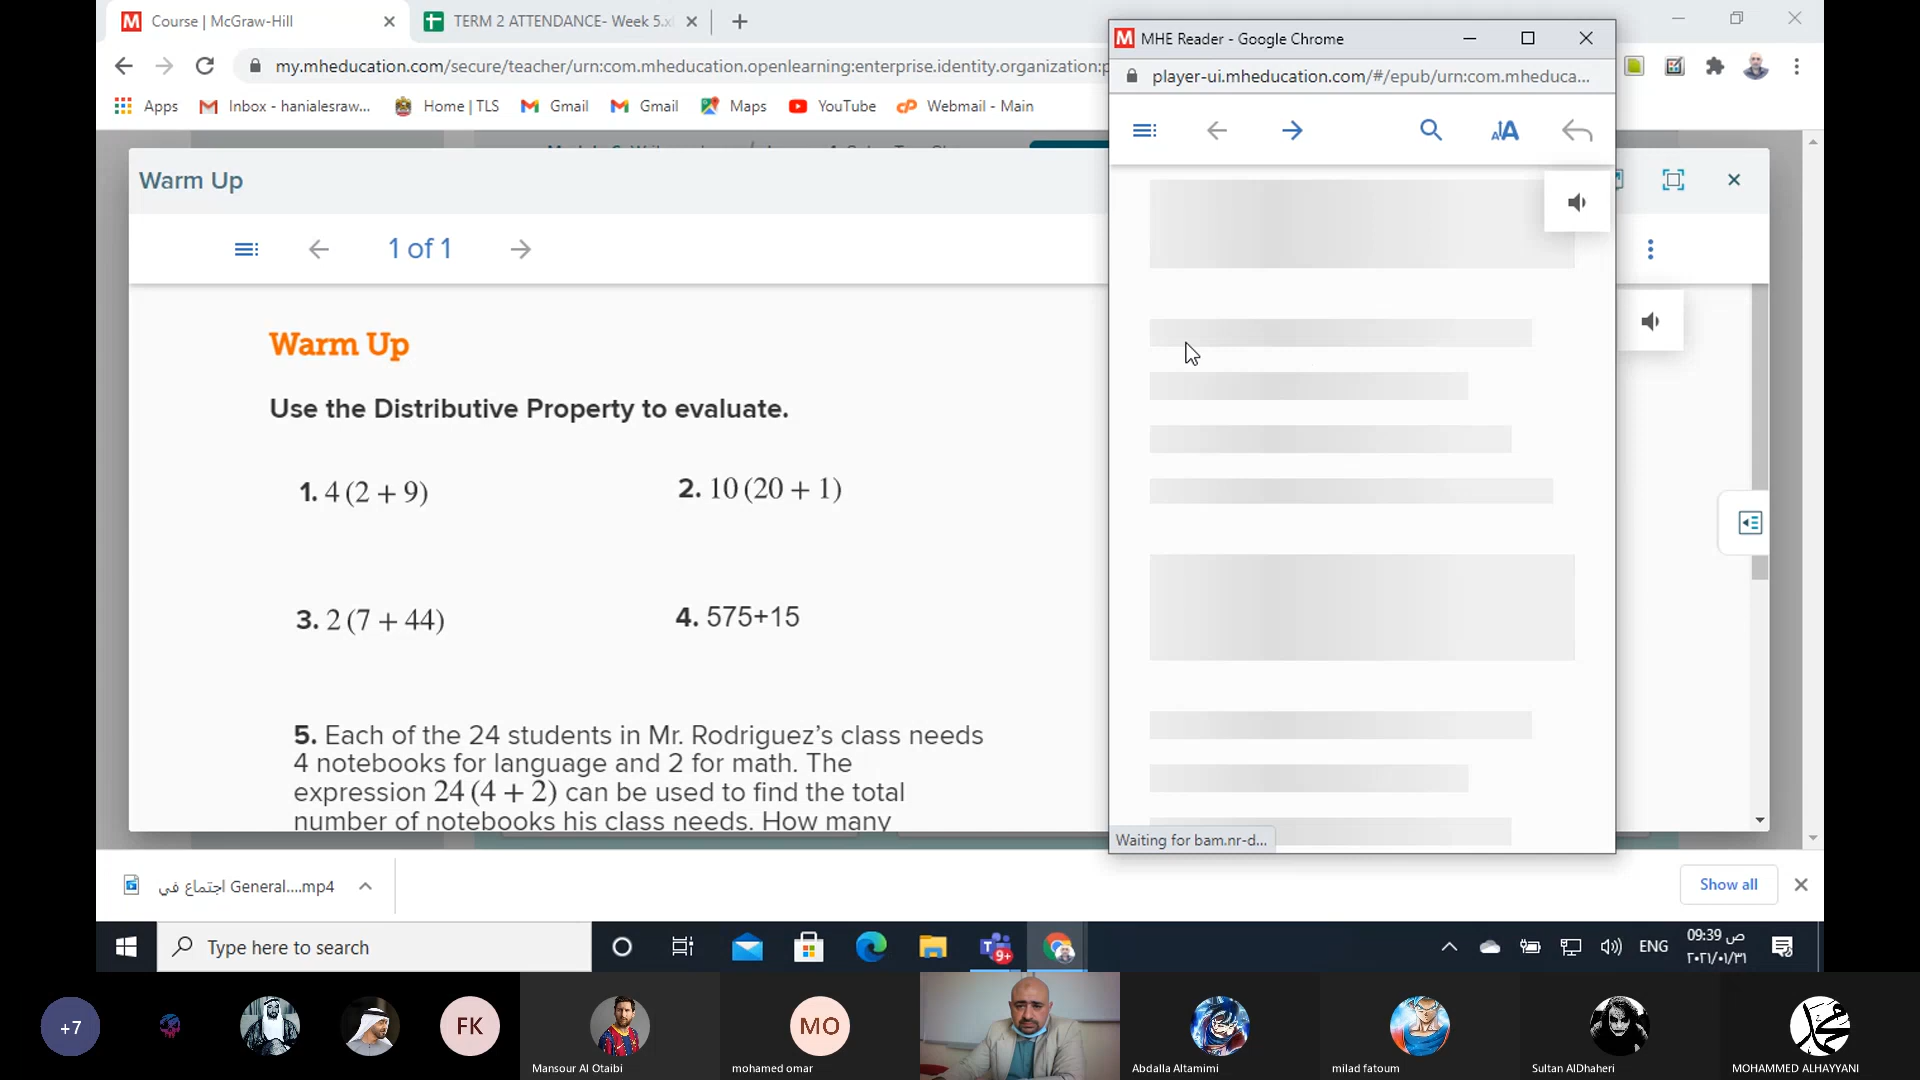 Course | McGraw-Hill
TERM 2 ATTENDANCE- Week 5.xl
my.mheducation.com/secure/teacher/urn:com.mheducation.openlearning:enterprise.identity.organization:p
Apps
Inbox - hanialesraw...
Home | TLS
Gmail
Gmail
Maps
YouTube
Webmail - Main
MHE Reader - Google Chrome
player-ui.mheducation.com/#/epub/urn:com.mheduca...
Warm Up
1 of 1
Warm Up
Use the Distributive Property to evaluate.
1. 4 (2 + 9)
2. 10 (20 + 1)
3. 2 (7 + 44)
4. 575+15
5. Each of the 24 students in Mr. Rodriguez’s class needs
4 notebooks for language and 2 for math. The
expression 24 (4 + 2) can be used to find the total
number of notebooks his class needs. How many
Waiting for bam.nr-d...
اجتماع في General....mp4
Show all
Type here to search
9+
ENG
09:39 ص
٢٠٢١/٠١/٣١
+7
FK
Mansour Al Otaibi
MO
mohamed omar
Abdalla Altamimi
milad fatoum
Sultan AlDhaheri
MOHAMMED ALHAYYANI